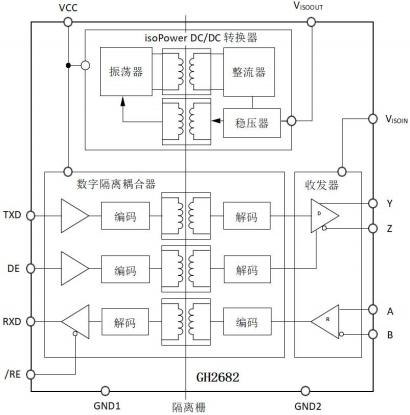 VCC
VISOOUT
isoPower DC/DC 转换器
振荡器
整流器
稳压器
VISOIN
数字隔离耦合器
收发器
TXD
编码
解码
D
Y
Z
DE
编码
解码
RXD
解码
编码
R
A
B
/RE
GH2682
GND1
隔离栅
GND2